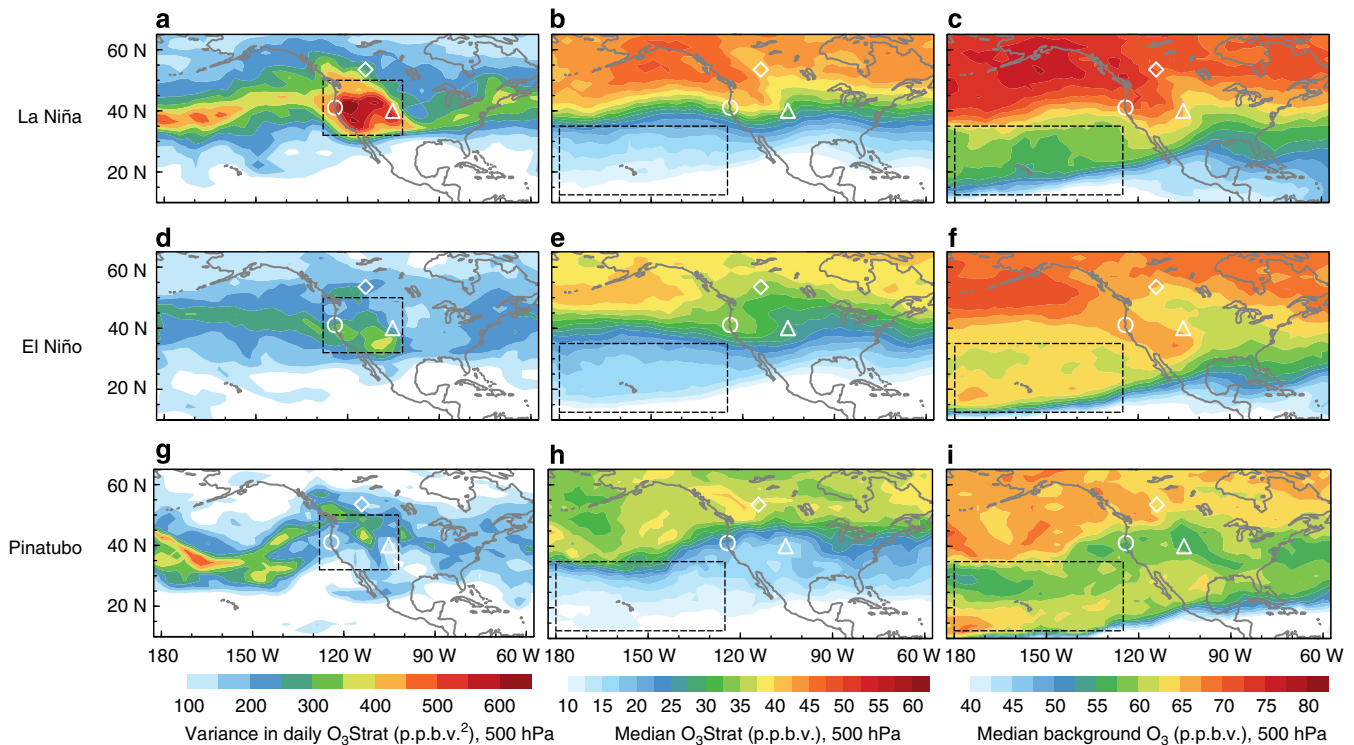 a b c
La Niña
60 N
40 N
20 N
d e f
El Niño
60 N
40 N
20 N
g h i
Pinatubo
60 N
40 N
20 N
180 150 W 120 W 90 W 60 W 180 150 W 120 W 90 W 60 W 180 150 W 120 W 90 W 60 W
100 200 300 400 500 600 10 15 20 25 30 35 40 45 50 55 60 40 45 50 55 60 65 70 75 80
Variance in daily O₃Strat (p.p.b.v.²), 500 hPa Median O₃Strat (p.p.b.v.), 500 hPa Median background O₃ (p.p.b.v.), 500 hPa